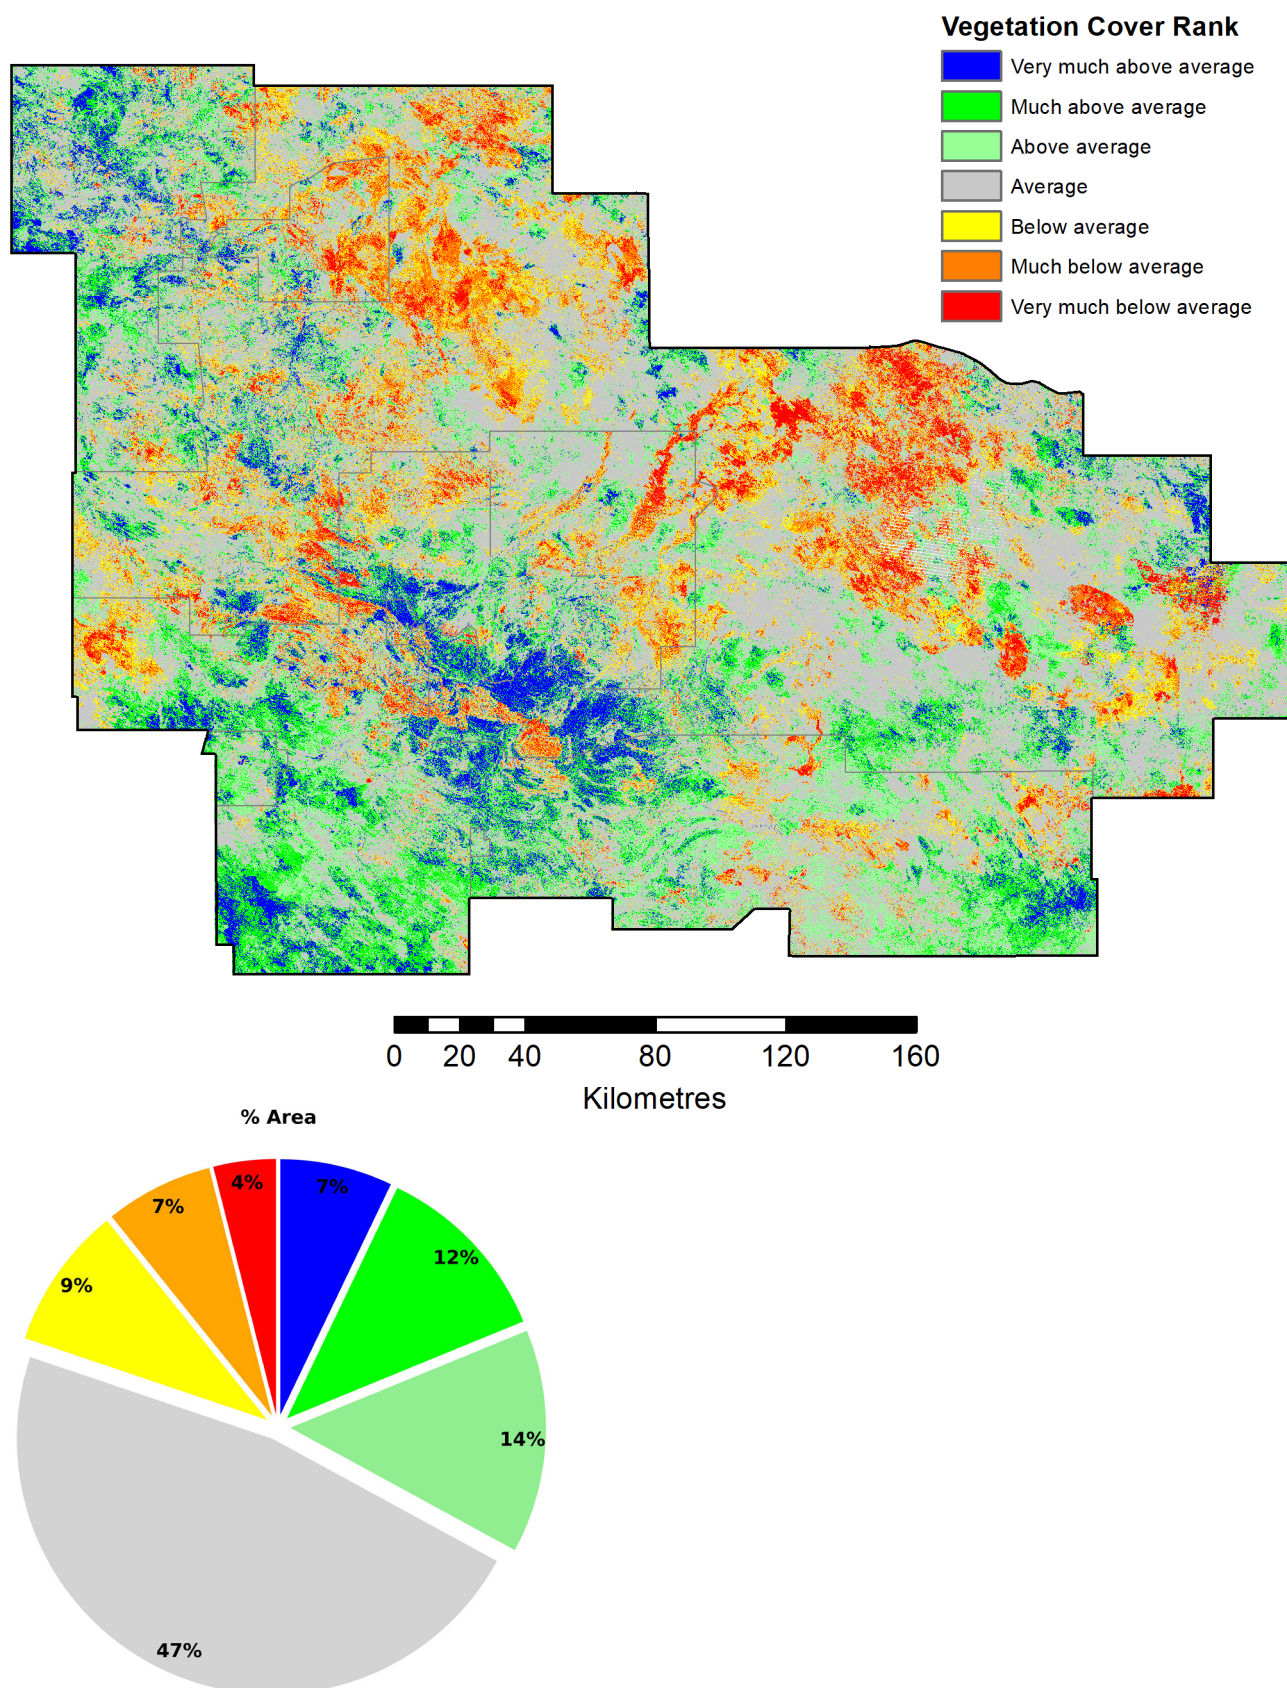 Vegetation Cover Rank
Very much above average
Much above average
Above average
Average
Below average
Much below average
Very much below average
0 20 40 80 120 160
Kilometres
% Area
4% 7%
7%
12%
9%
14%
47%